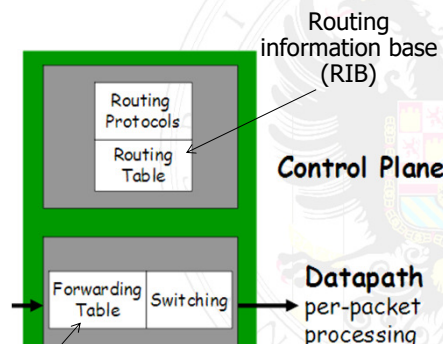 Routing
information base
(RIB)
Routing
Protocols
Routing
Table
Control Plane
Forwarding
Table
Switching
Datapath
per-packet
processing